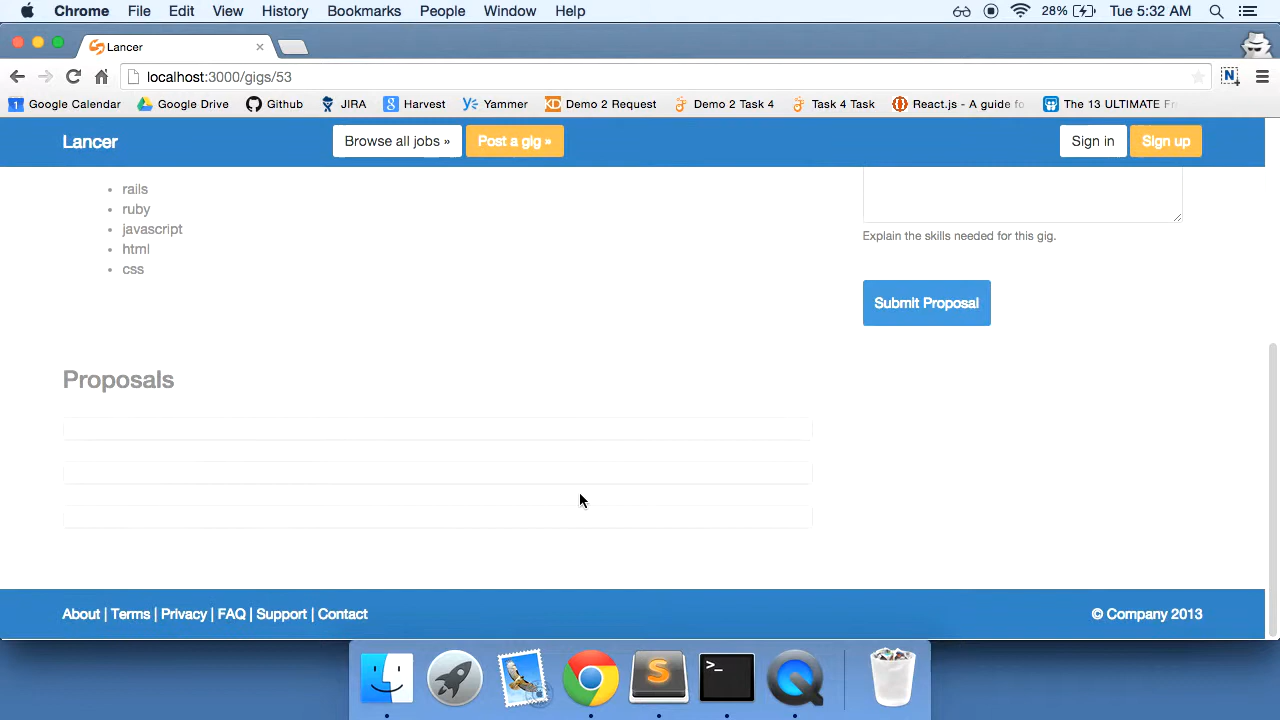 Chrome File Edit View History Bookmarks People Window Help 28% Tue 5:32 AM
Lancer
localhost:3000/gigs/53
Google Calendar Google Drive Github JIRA Harvest Yammer Demo 2 Request Demo 2 Task 4 Task 4 Task React.js - A guide fo The 13 ULTIMATE Fr
Lancer Browse all jobs » Post a gig » Sign in Sign up
rails
ruby
javascript
html
css
Explain the skills needed for this gig.
Submit Proposal
Proposals
About | Terms | Privacy | FAQ | Support | Contact
© Company 2013